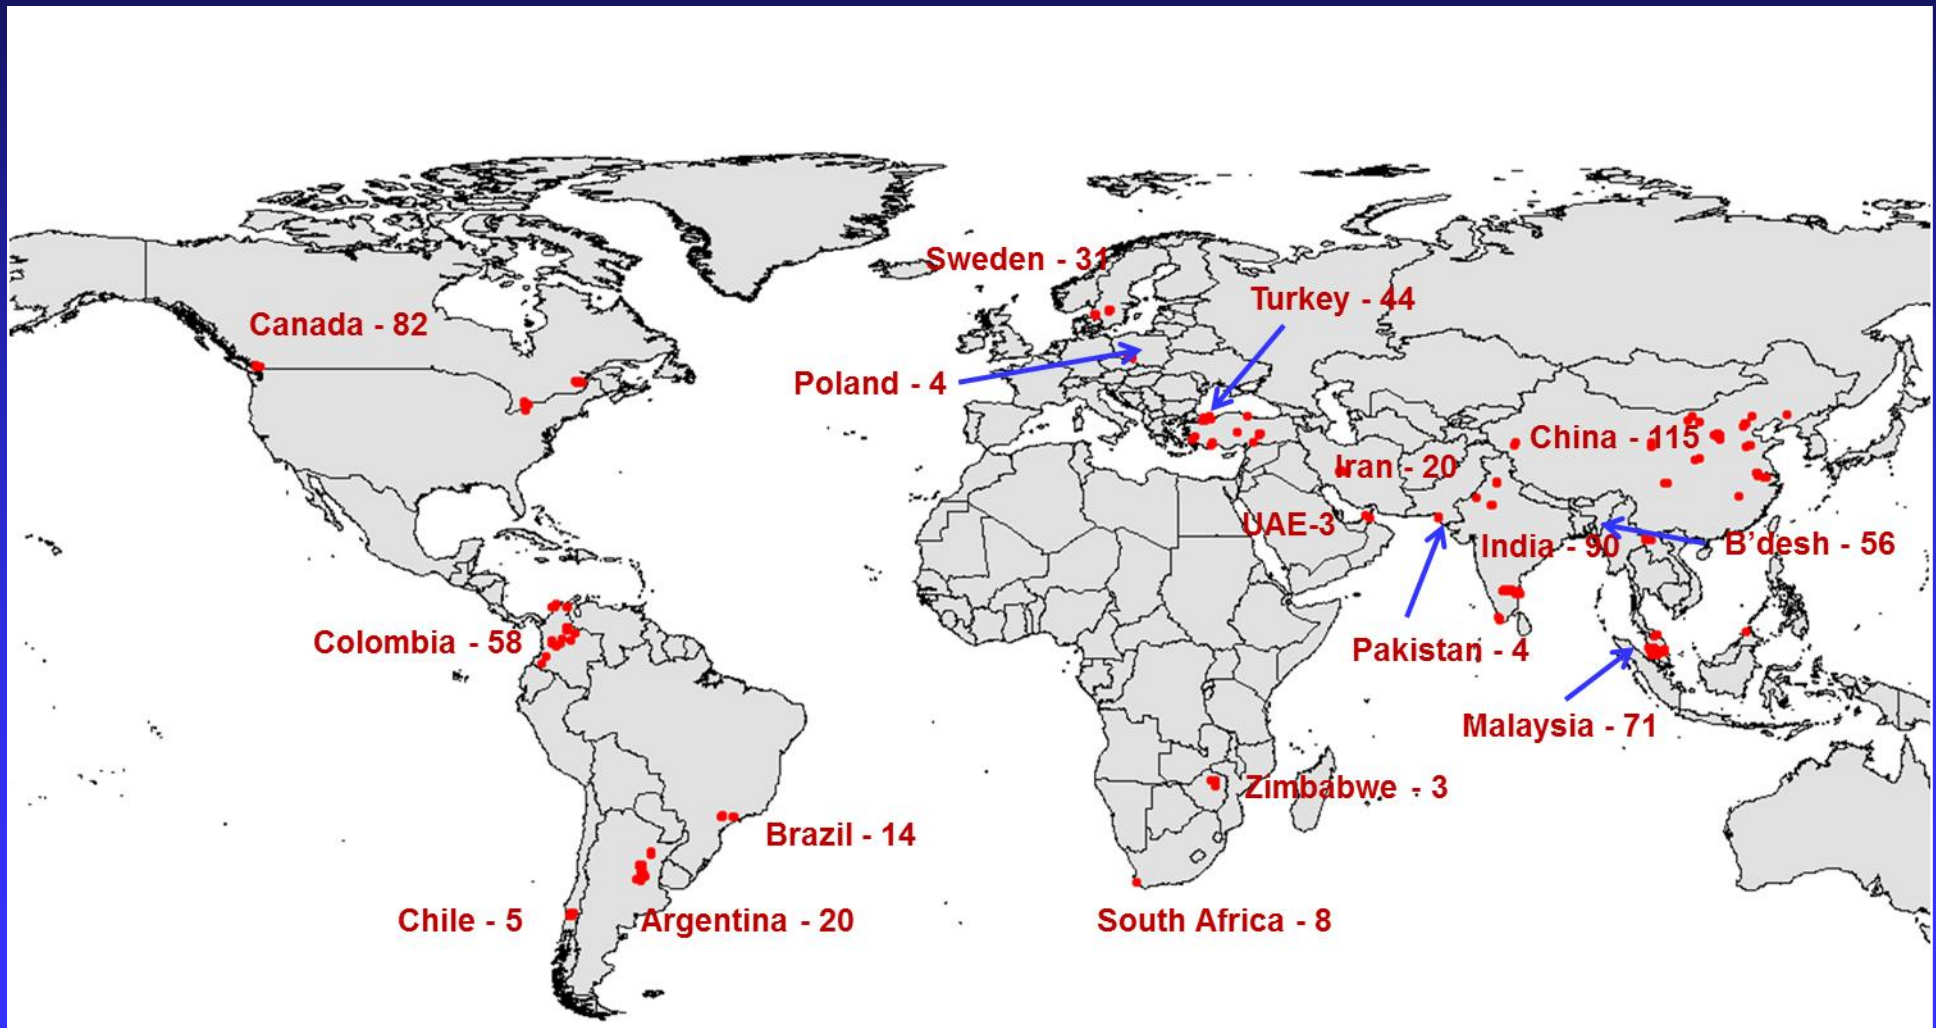 Sweden - 31
Turkey - 44
Canada - 82
Poland - 4
China - 115
Iran - 20
UAE-3
India - 90
B'desh - 56
Colombia - 58
Pakistan - 4
Malaysia - 71
Zimbabwe - 3
Brazil - 14
Chile - 5
Argentina - 20
South Africa - 8